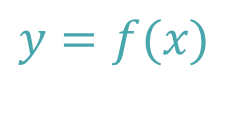 y = f(x)